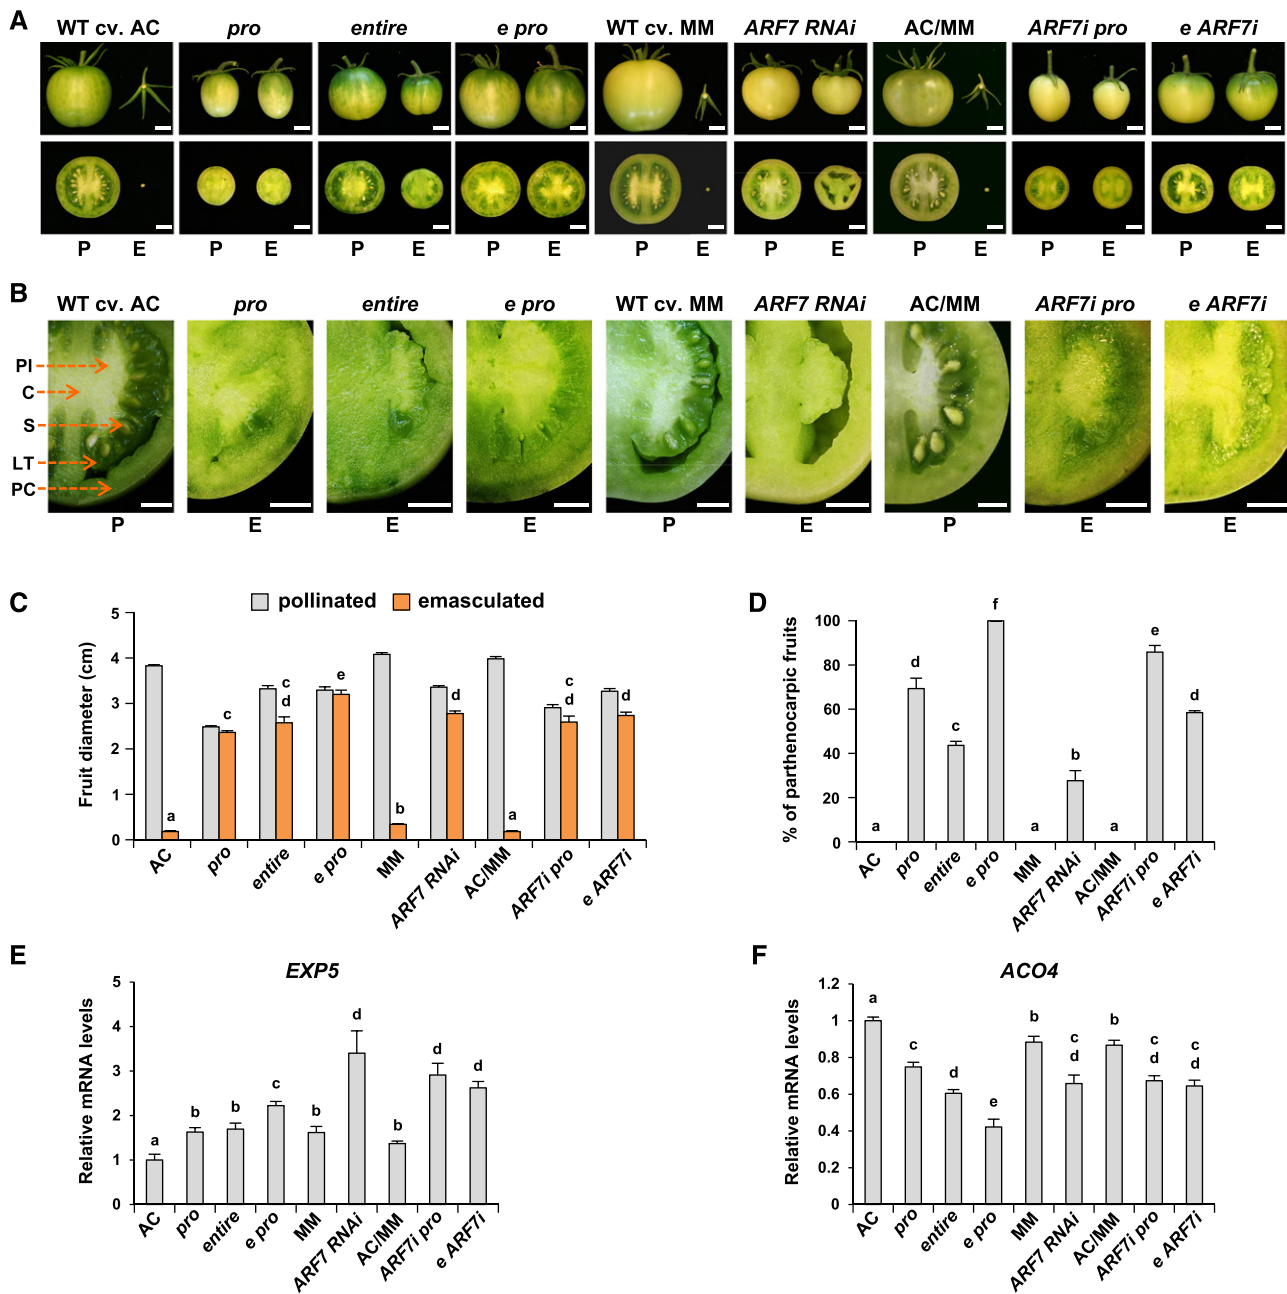 A
WT cv. AC pro entire e pro WT cv. MM ARF7 RNAi AC/MM ARF7i pro e ARF7i
P E P E P E P E P E P E P E P E P E
B
WT cv. AC pro entire e pro WT cv. MM ARF7 RNAi AC/MM ARF7i pro e ARF7i
Pl
C
S
LT
PC
P E E E P E P E E
C
pollinated emasculated
Fruit diameter (cm)
5
4
3
2
1
0
a c c d e b d a c d d
AC pro entire e pro MM ARF7 RNAi AC/MM ARF7i pro e ARF7i
D
% of parthenocarpic fruits
100
80
60
40
20
0
a d c f a b a e d
AC pro entire e pro MM ARF7 RNAi AC/MM ARF7i pro e ARF7i
E
EXP5
Relative mRNA levels
5
4
3
2
1
0
a b b c b d b d d
AC pro entire e pro MM ARF7 RNAi AC/MM ARF7i pro e ARF7i
F
ACO4
Relative mRNA levels
1.2
1
0.8
0.6
0.4
0.2
0
a c d e b c d b c d c d
AC pro entire e pro MM ARF7 RNAi AC/MM ARF7i pro e ARF7i